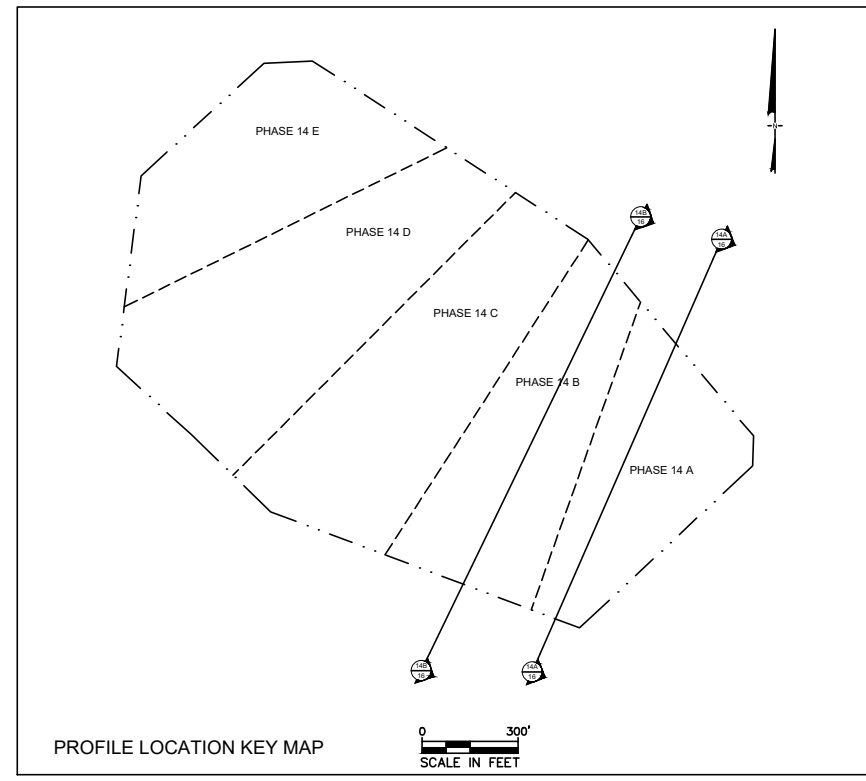 PHASE 14 E
N
14B
16
PHASE 14 D
14A
16
PHASE 14 C
PHASE 14 B
PHASE 14 A
14B
16
14A
16
PROFILE LOCATION KEY MAP
0 300'
SCALE IN FEET